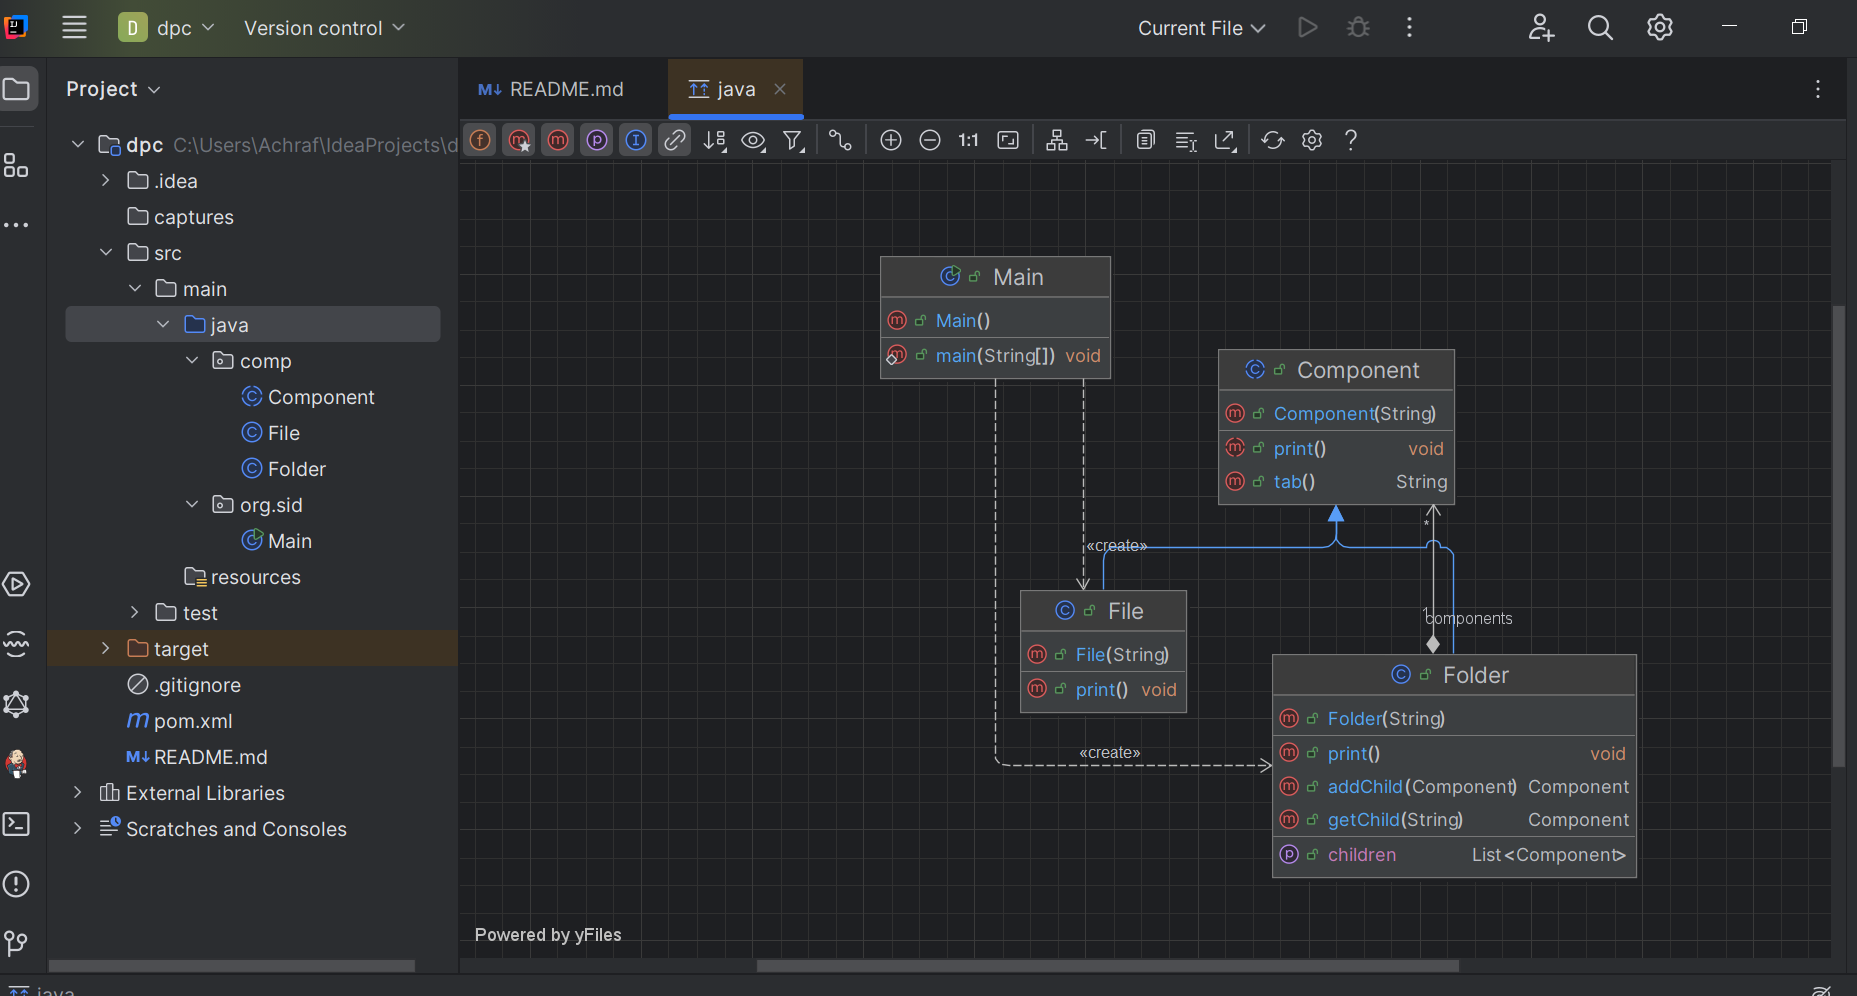 D dpc Version control Current File
Project
README.md java
dpc C:\Users\Achraf\IdeaProjects\d
.idea
captures
src
main
java
comp
Component
File
Folder
org.sid
Main
resources
test
target
.gitignore
pom.xml
README.md
External Libraries
Scratches and Consoles
1:1
Main
Main()
main(String[]) void
Component
Component(String)
print() void
tab() String
*
«create»
File
File(String)
print() void
1
components
«create»
Folder
Folder(String)
print() void
addChild(Component) Component
getChild(String) Component
children List<Component>
Powered by yFiles
java